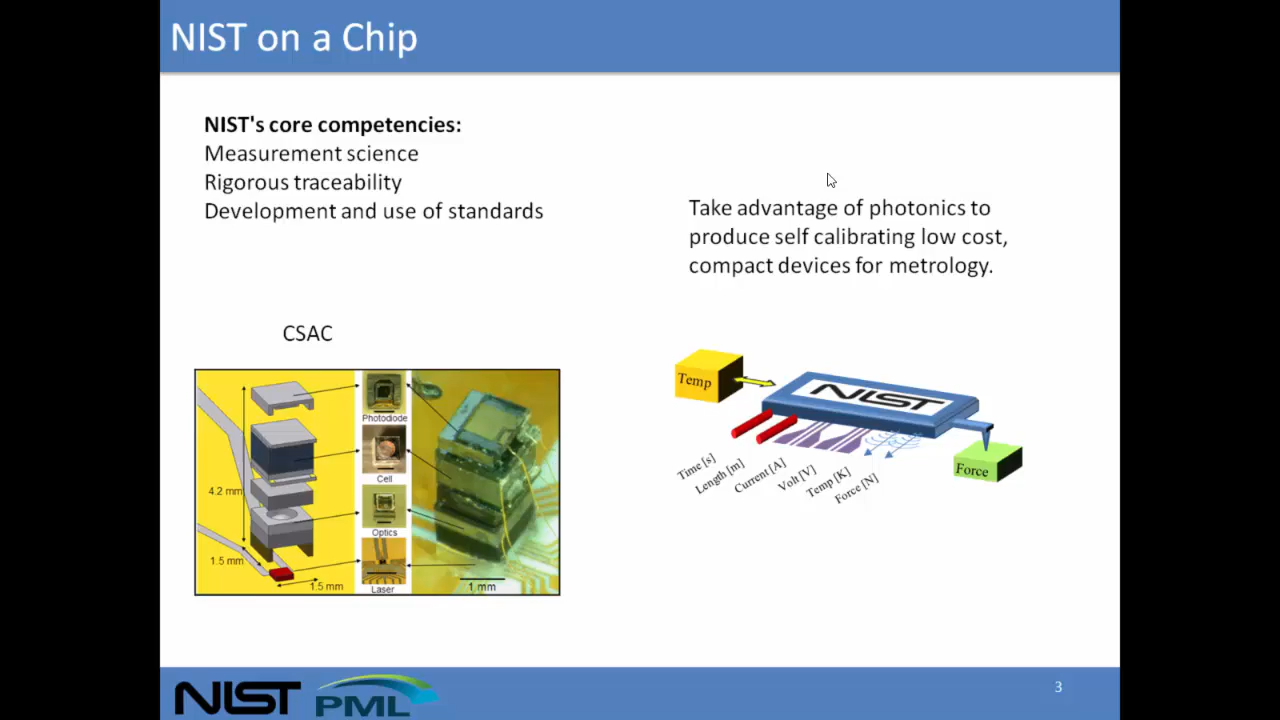 NIST on a Chip
NIST's core competencies:
Measurement science
Rigorous traceability
Development and use of standards
Take advantage of photonics to
produce self calibrating low cost,
compact devices for metrology.
CSAC
Photodiode
Cell
Optics
Laser
4.2 mm
1.5 mm
1.5 mm
1 mm
Temp
NIST
Force
Time [s]
Length [m]
Current [A]
Volt [V]
Temp [K]
Force [N]
NIST PML
3